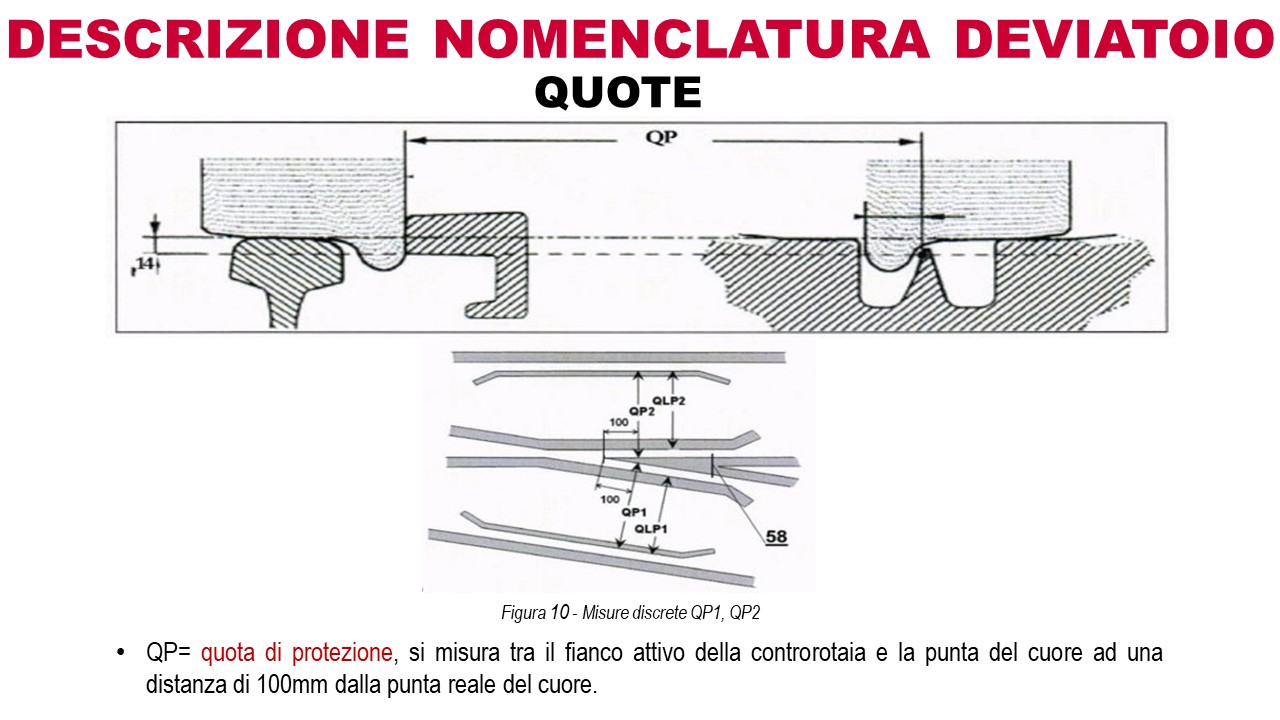 DESCRIZIONE NOMENCLATURA DEVIATOIO
QUOTE
QP
14
QLP2
QP2
100
100
QP1
QLP1
58
Figura 10 - Misure discrete QP1, QP2
• QP= quota di protezione, si misura tra il fianco attivo della controrotaia e la punta del cuore ad una
distanza di 100mm dalla punta reale del cuore.